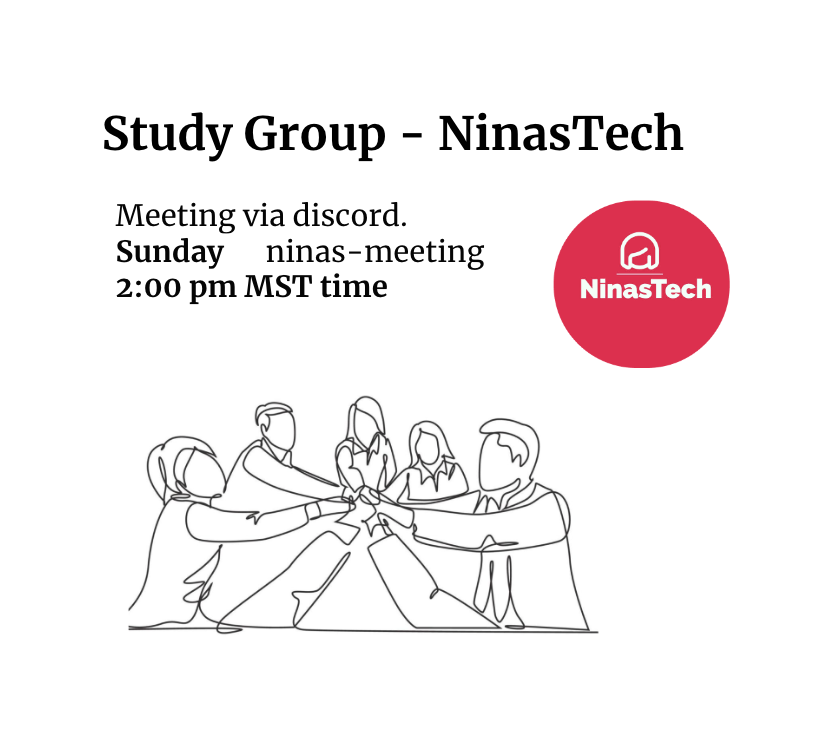 Study Group - NinasTech
Meeting via discord.
Sunday ninas-meeting
2:00 pm MST time
NinasTech